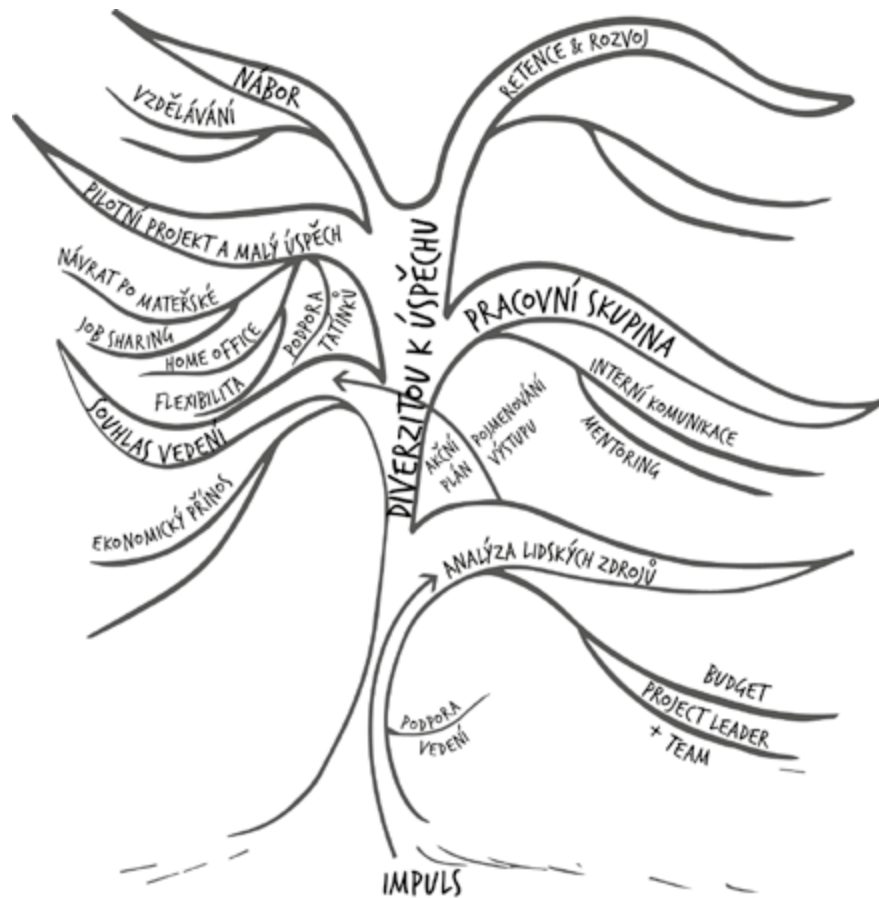 NÁBOR
VZDĚLÁVÁNÍ
RETENCE & ROZVOJ
PILOTNÍ PROJEKT A MALÝ ÚSPĚCH
NÁVRAT PO MATEŘSKÉ
JOB SHARING
HOME OFFICE
FLEXIBILITA
PODPORA
TATÍNKŮ
SOUHLAS VEDENÍ
EKONOMICKÝ PŘÍNOS
DIVERZITOU K ÚSPĚCHU
PRACOVNÍ SKUPINA
INTERNÍ KOMUNIKACE
MENTORING
AKČNÍ
PLÁN
POJMENOVÁNÍ
VÝSTUPU
ANALÝZA LIDSKÝCH ZDROJŮ
BUDGET
PROJECT LEADER
+ TEAM
PODPORA
VEDENÍ
IMPULS